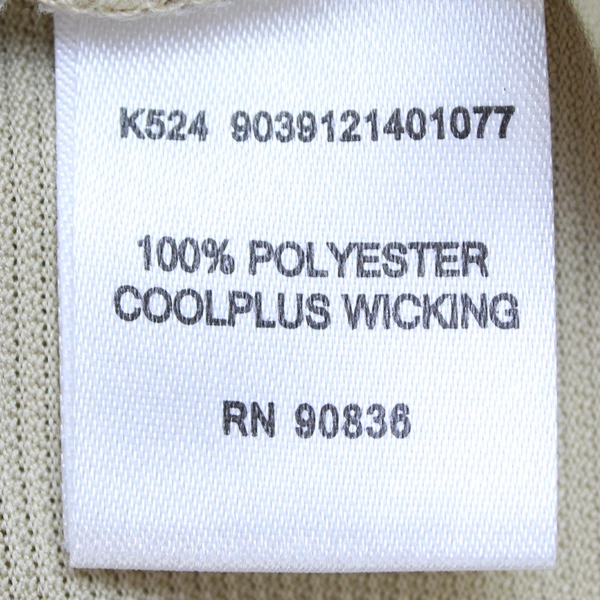 K524 9039121401077
100% POLYESTER
COOLPLUS WICKING
RN 90836